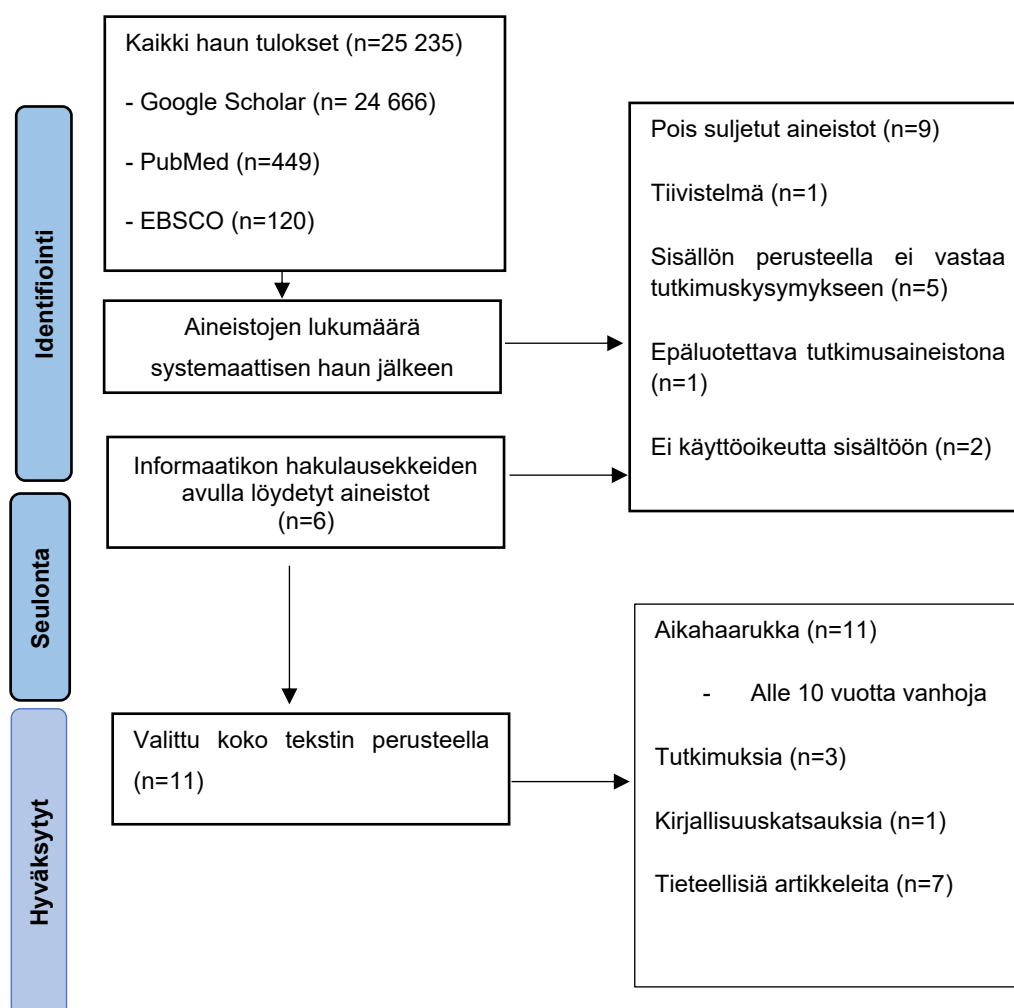 Kaikki haun tulokset (n=25 235)
- Google Scholar (n= 24 666)
- PubMed (n=449)
- EBSCO (n=120)
Identifiointi
Aineistojen lukumäärä
systemaattisen haun jälkeen
Pois suljetut aineistot (n=9)
Tiivistelmä (n=1)
Sisällön perusteella ei vastaa
tutkimuskysymykseen (n=5)
Epäluotettava tutkimusaineistona
(n=1)
Ei käyttöoikeutta sisältöön (n=2)
Informaatikon hakulausekkeiden
avulla löydetyt aineistot
(n=6)
Seulonta
Valittu koko tekstin perusteella
(n=11)
Aikahaarukka (n=11)
- Alle 10 vuotta vanhoja
Tutkimuksia (n=3)
Kirjallisuuskatsauksia (n=1)
Tieteellisiä artikkeleita (n=7)
Hyväksytyt